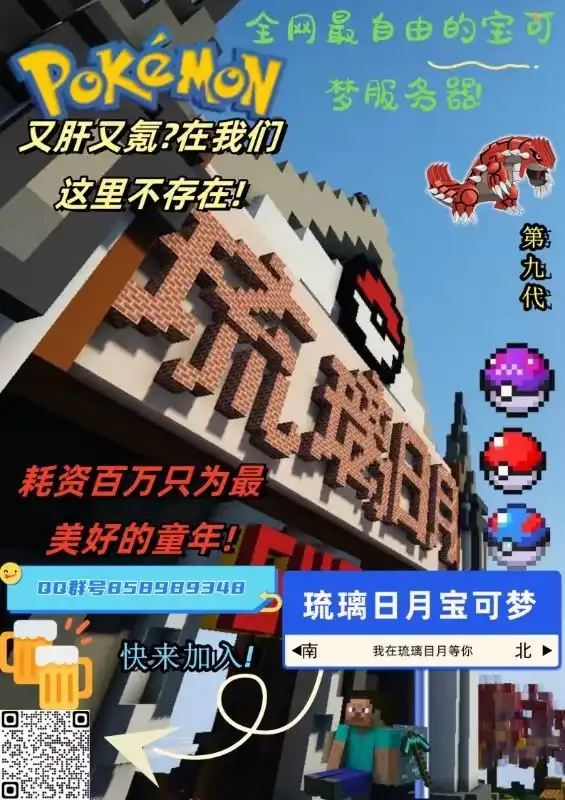 全网最自由的宝可
梦服务器!
POKéMON
又肝又氪?在我们
这里不存在!
第九代
琉璃日月
耗资百万只为最
美好的童年!
QQ群号858989348
琉璃日月宝可梦
南 我在琉璃目月等你 北
快来加入!